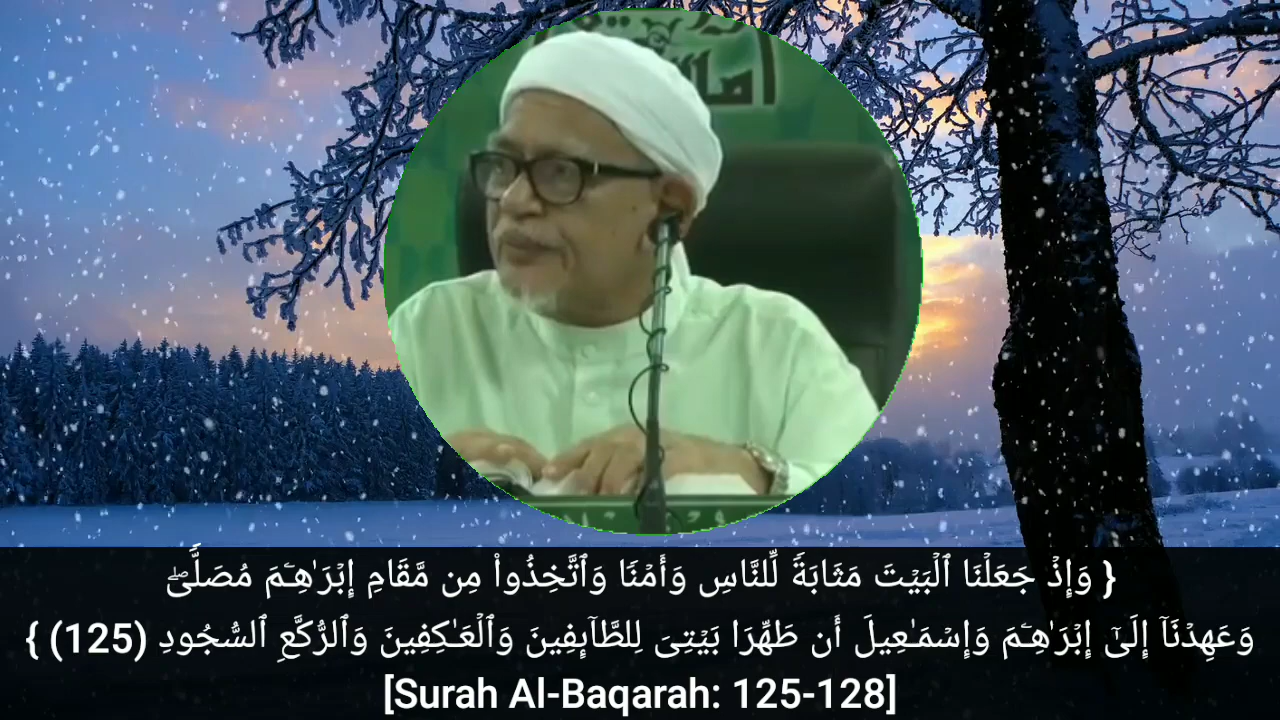 { وَإِذۡ جَعَلۡنَا ٱلۡبَيۡتَ مَثَابَةٗ لِّلنَّاسِ وَأَمۡنٗا وَٱتَّخِذُواْ مِن مَّقَامِ إِبۡرَٰهِـۧمَ مُصَلّٗىۖ
وَعَهِدۡنَآ إِلَىٰٓ إِبۡرَٰهِـۧمَ وَإِسۡمَٰعِيلَ أَن طَهِّرَا بَيۡتِيَ لِلطَّآئِفِينَ وَٱلۡعَٰكِفِينَ وَٱلرُّكَّعِ ٱلسُّجُودِ (125) }
[Surah Al-Baqarah: 125-128]